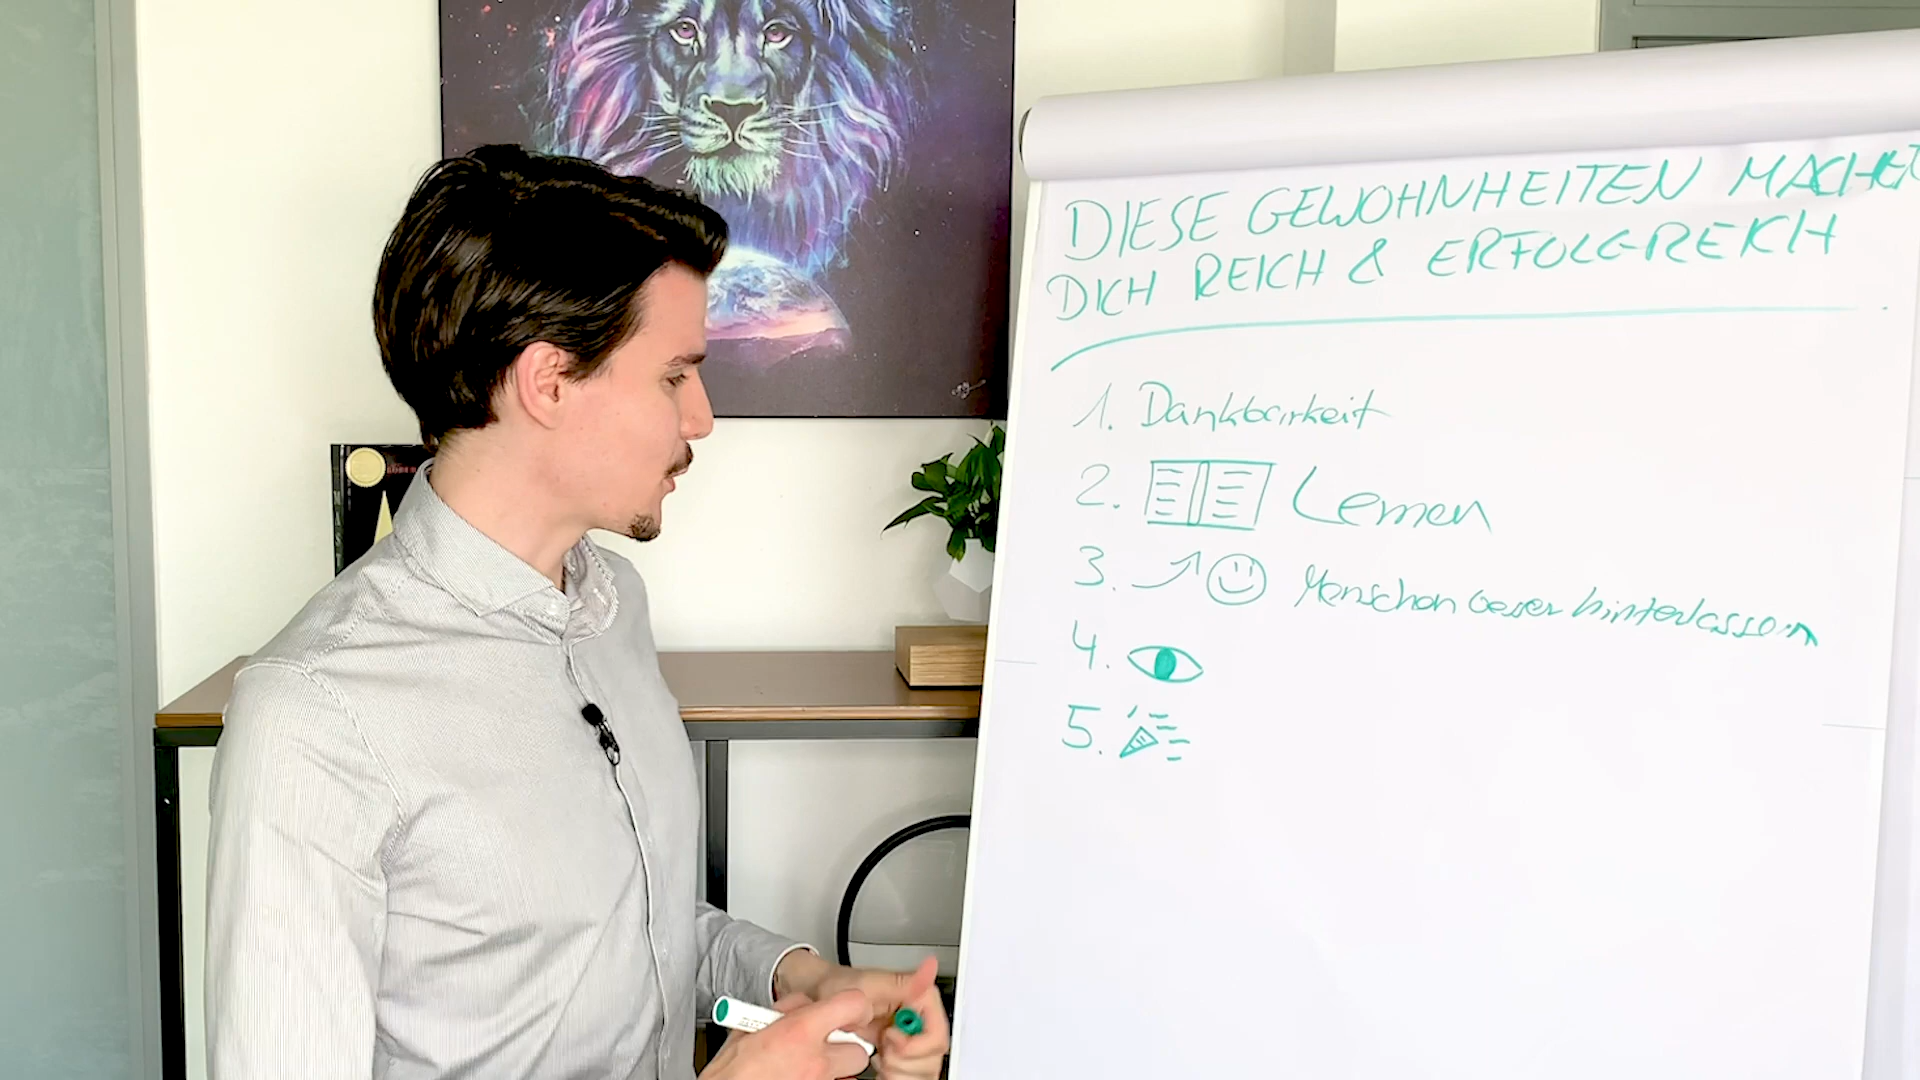 DIESE GEWOHNHEITEN MACHEN
DICH REICH & ERFOLGREICH
1. Dankbarkeit
2. Lernen
3. Menschen besser hinterlassen
4.
5.